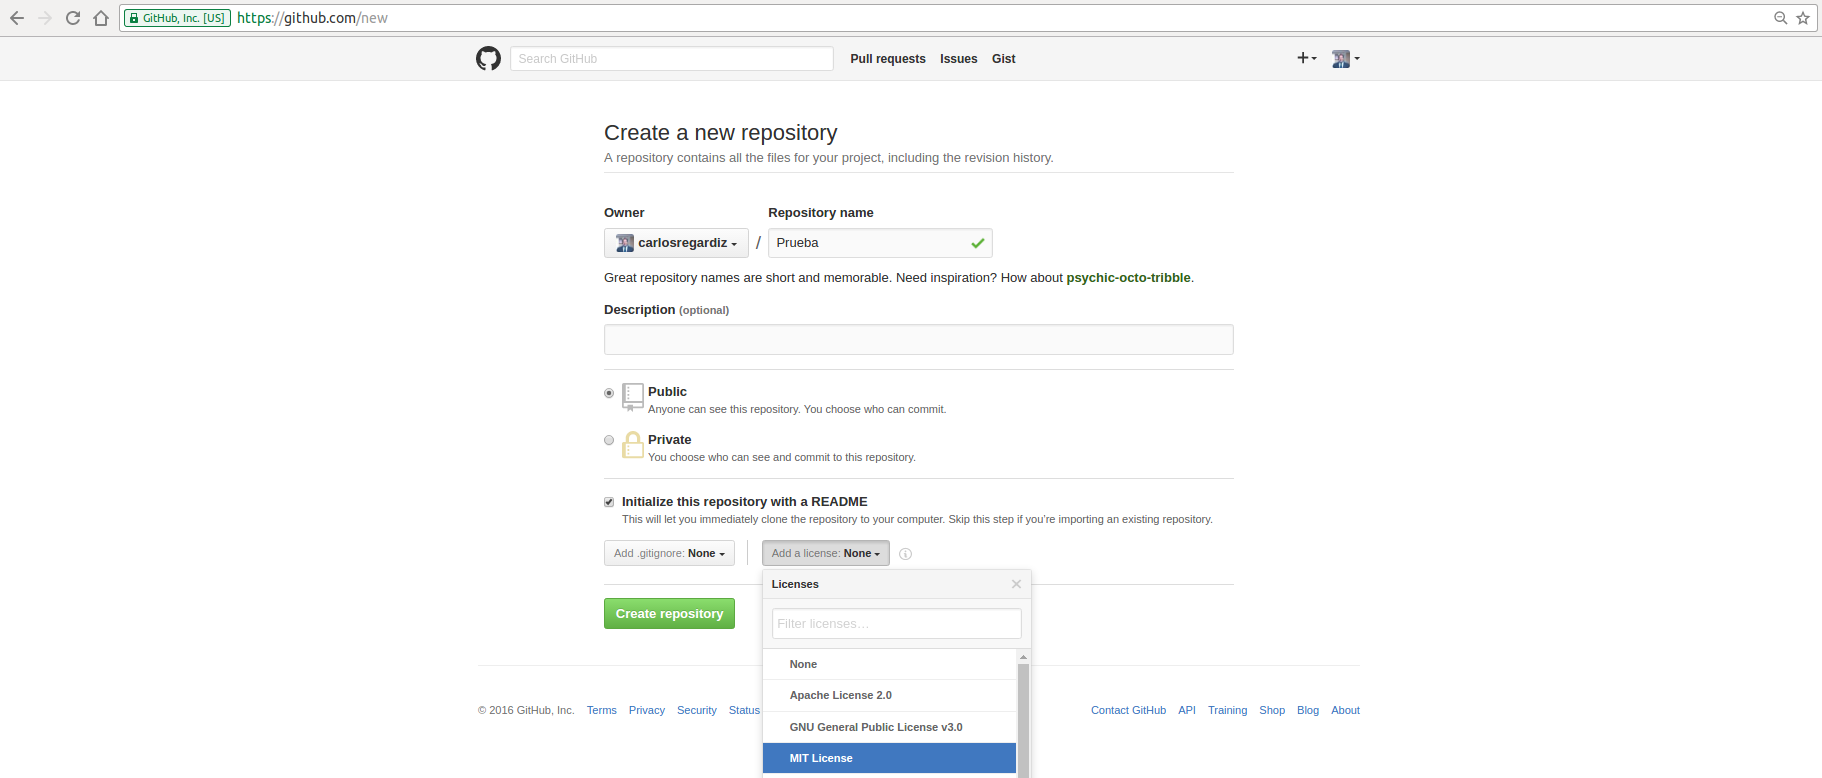 GitHub, Inc. [US] https://github.com/new
Search GitHub Pull requests Issues Gist
Create a new repository
A repository contains all the files for your project, including the revision history.
Owner Repository name
carlosregardiz / Prueba
Great repository names are short and memorable. Need inspiration? How about psychic-octo-tribble.
Description (optional)
Public
Anyone can see this repository. You choose who can commit.
Private
You choose who can see and commit to this repository.
Initialize this repository with a README
This will let you immediately clone the repository to your computer. Skip this step if you're importing an existing repository.
Add .gitignore: None Add a license: None
Licenses
Create repository
Filter licenses…
None
Apache License 2.0
© 2016 GitHub, Inc. Terms Privacy Security Status Contact GitHub API Training Shop Blog About
GNU General Public License v3.0
MIT License